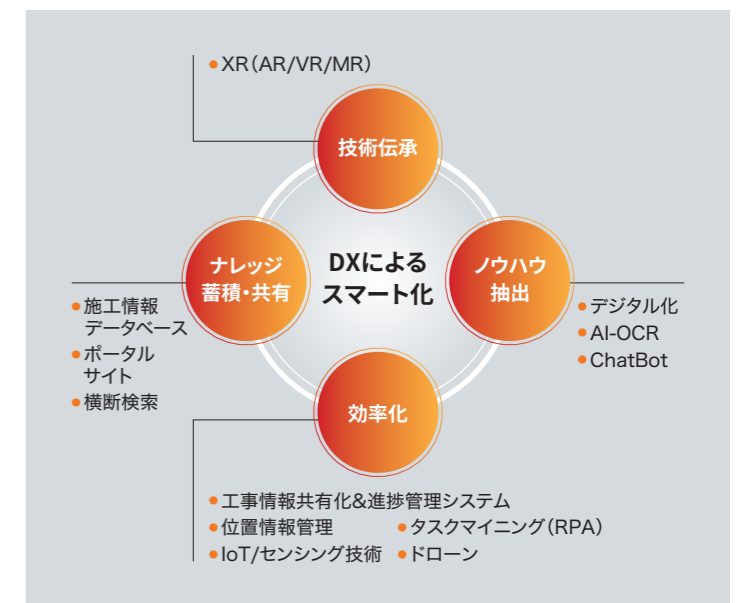 ●XR（AR/VR/MR）
技術伝承
ナレッジ
蓄積・共有
DXによる
スマート化
ノウハウ
抽出
●施工情報
データベース
●ポータル
サイト
●横断検索
●デジタル化
●AI-OCR
●ChatBot
効率化
●工事情報共有化&進捗管理システム
●位置情報管理 ●タスクマイニング（RPA）
●IoT/センシング技術 ●ドローン